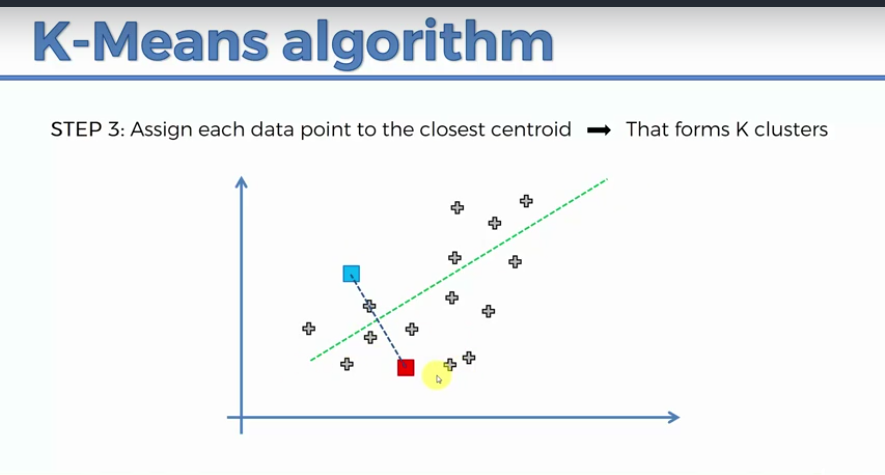 K-Means algorithm
STEP 3: Assign each data point to the closest centroid ➡ That forms K clusters